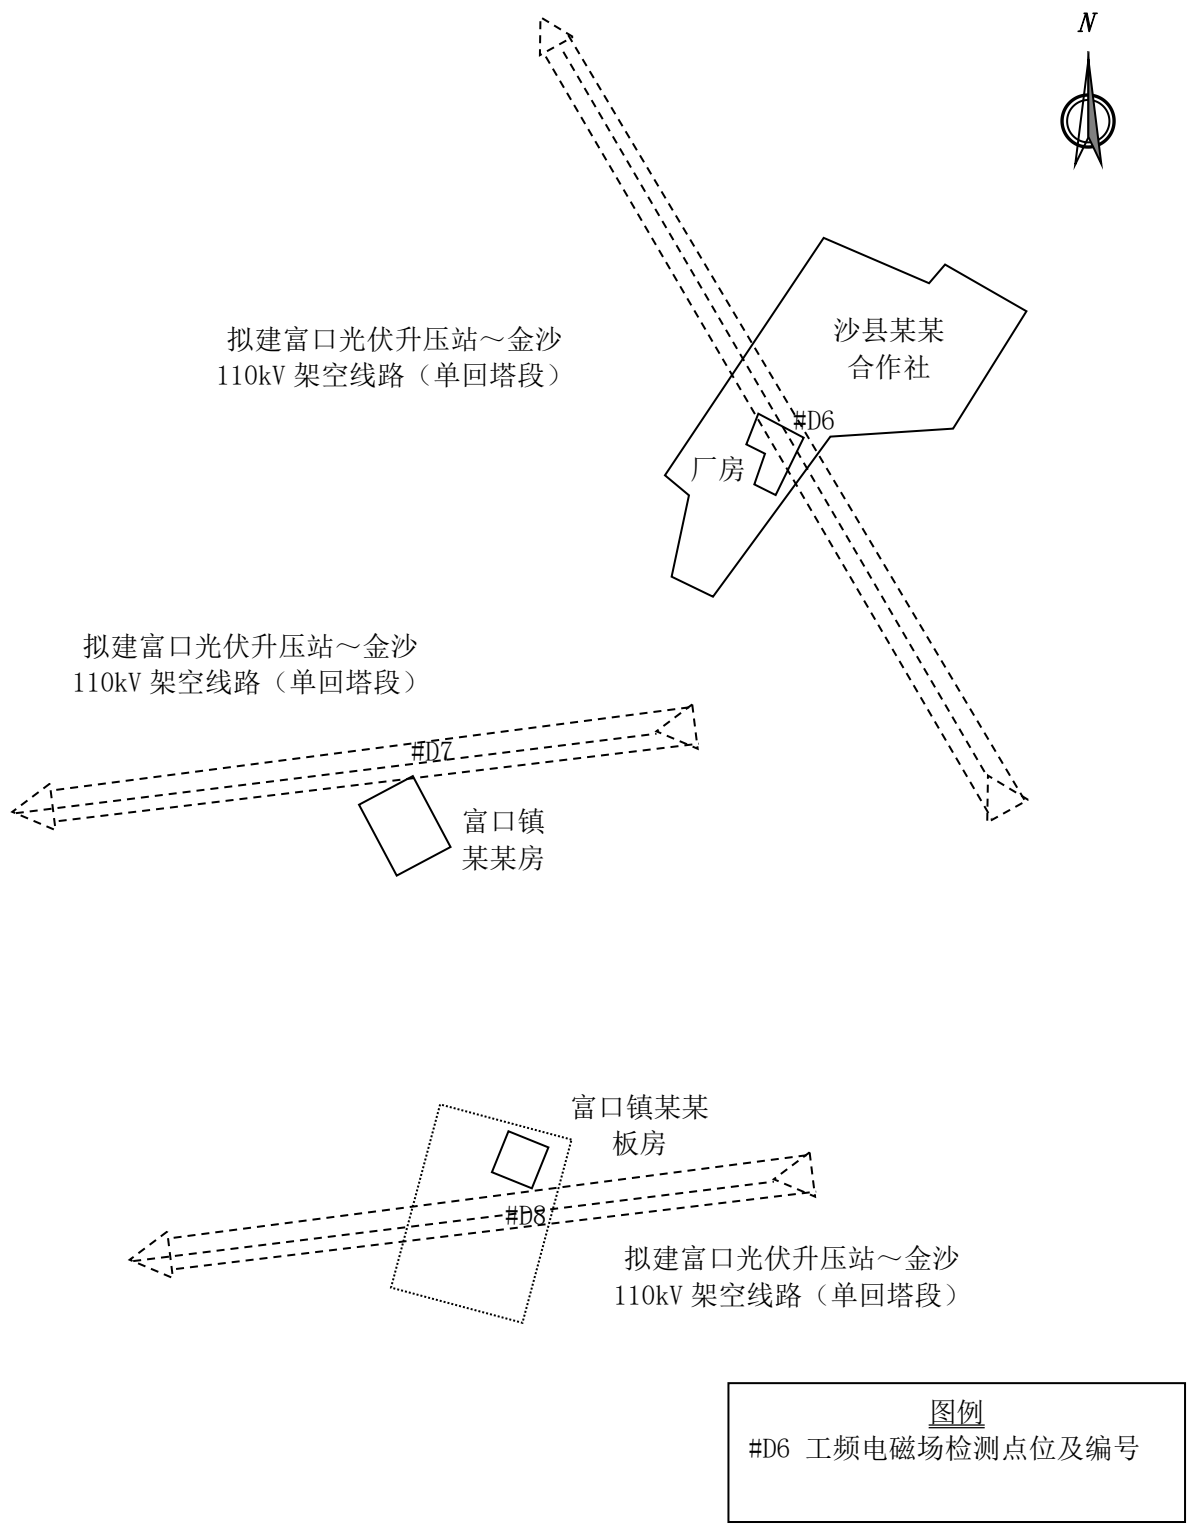 N
拟建富口光伏升压站～金沙
110kV 架空线路（单回塔段）
沙县某某
合作社
#D6
厂房
拟建富口光伏升压站～金沙
110kV 架空线路（单回塔段）
#D7
富口镇
某某房
富口镇某某
板房
#D8
拟建富口光伏升压站～金沙
110kV 架空线路（单回塔段）
图例
#D6 工频电磁场检测点位及编号